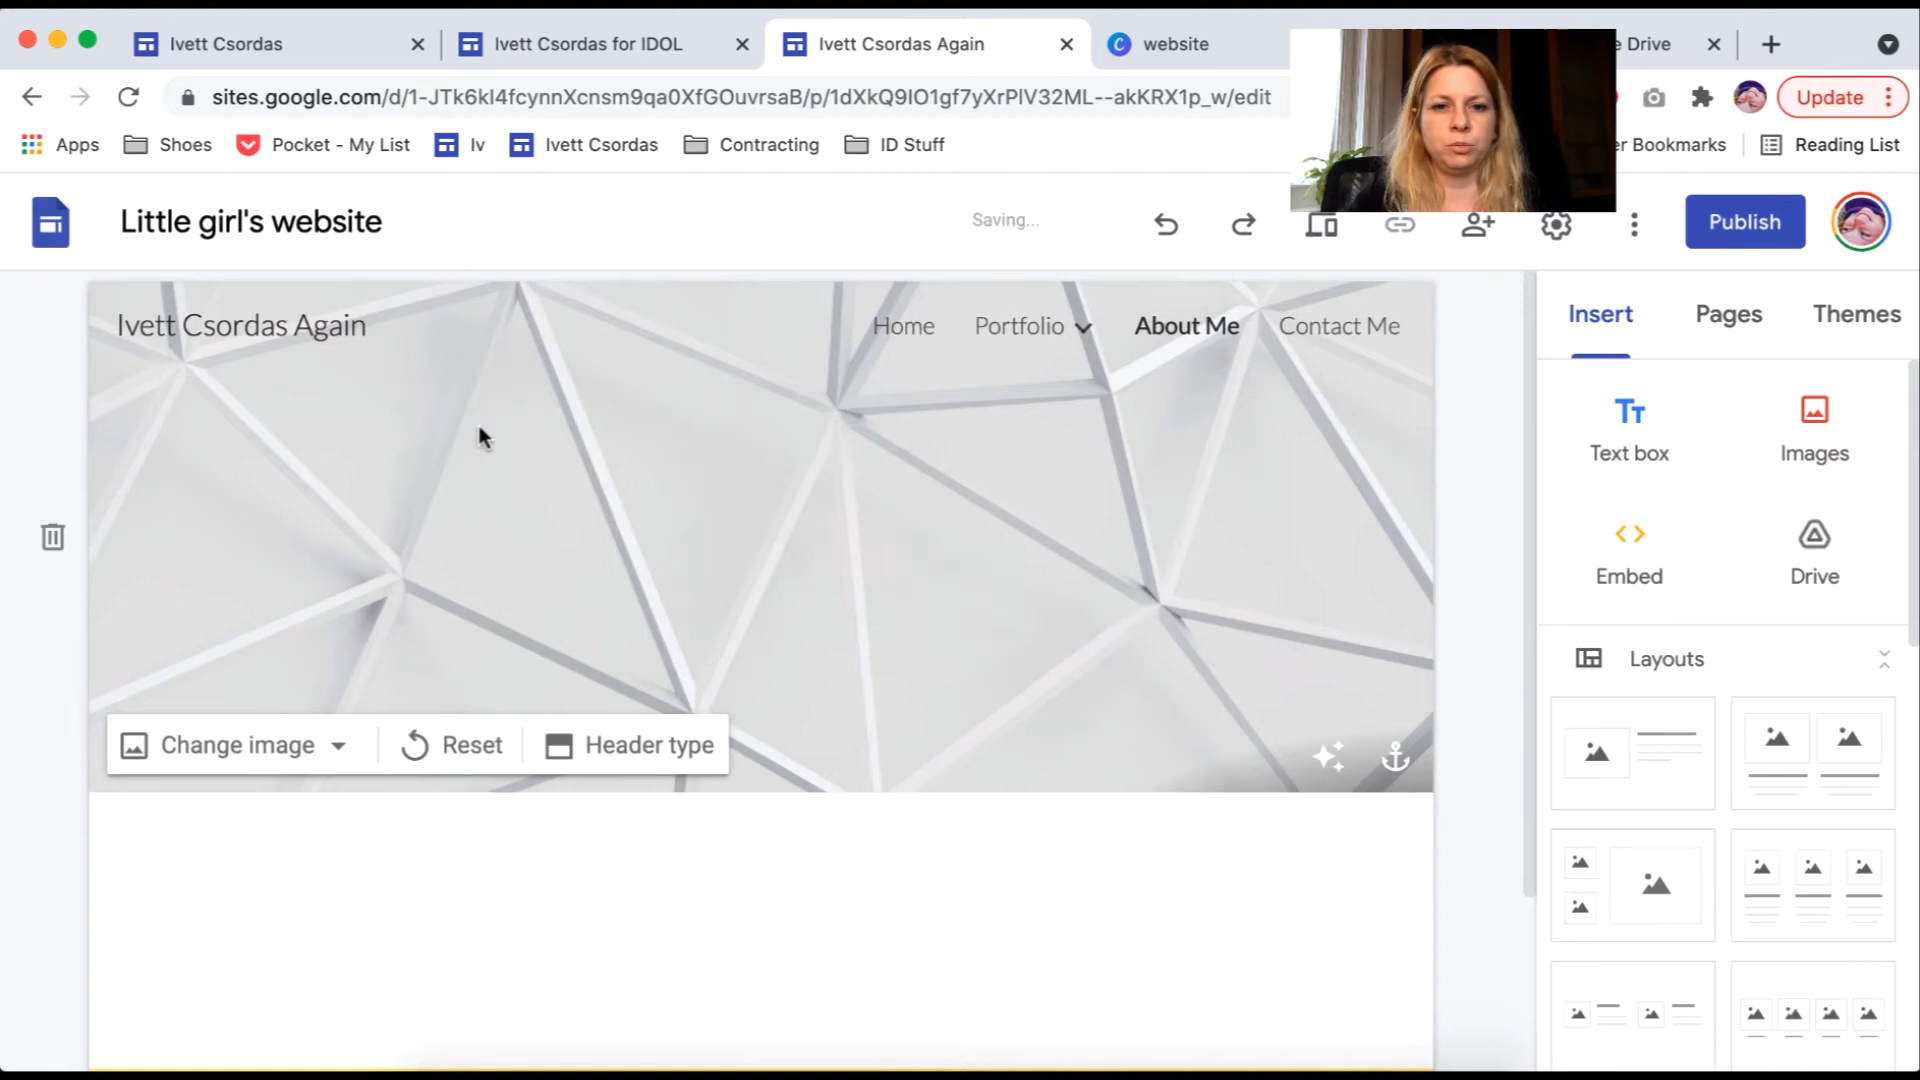 Ivett Csordas
Ivett Csordas for IDOL
Ivett Csordas Again
website
e Drive
sites.google.com/d/1-JTk6kI4fcynnXcnsm9qa0XfGOuvrsaB/p/1dXkQ9IO1gf7yXrPlV32ML--akKRX1p_w/edit
Update
Apps
Shoes
Pocket - My List
Iv
Ivett Csordas
Contracting
ID Stuff
er Bookmarks
Reading List
Little girl's website
Saving...
Publish
Ivett Csordas Again
Home
Portfolio
About Me
Contact Me
Insert
Pages
Themes
Text box
Images
Embed
Drive
Layouts
Change image
Reset
Header type